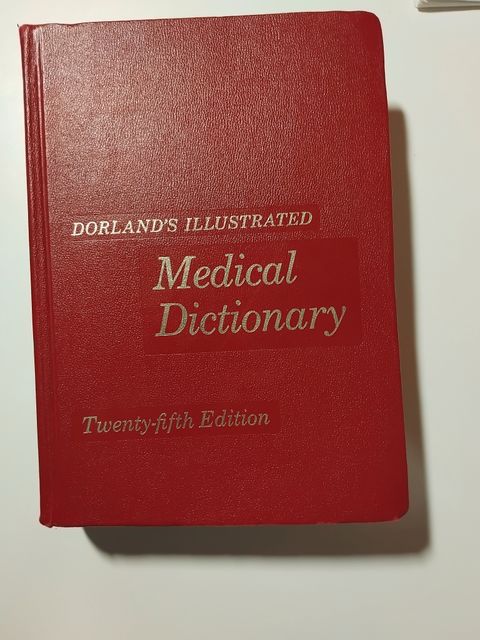 DORLAND'S ILLUSTRATED
Medical
Dictionary
Twenty-fifth Edition